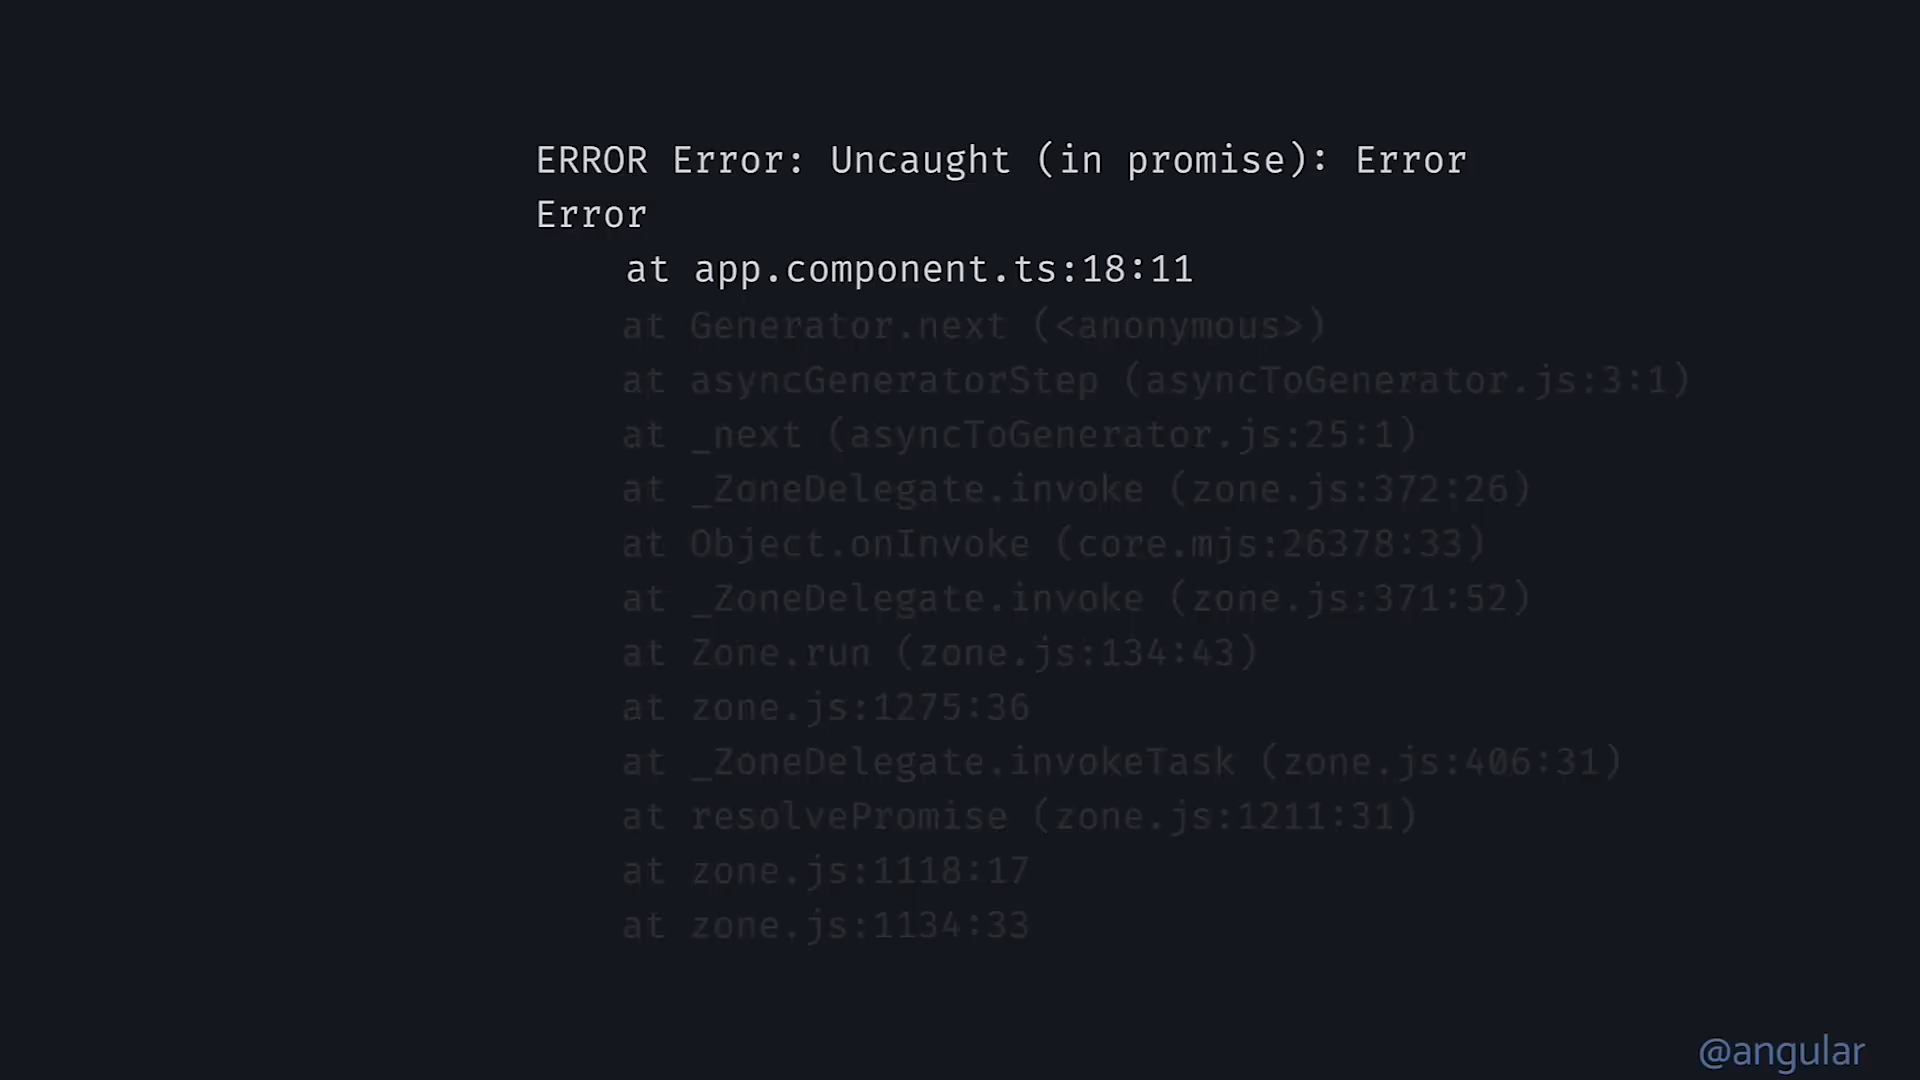 ERROR Error: Uncaught (in promise): Error
Error
at app.component.ts:18:11
at Generator.next (<anonymous>)
at asyncGeneratorStep (asyncToGenerator.js:3:1)
at _next (asyncToGenerator.js:25:1)
at _ZoneDelegate.invoke (zone.js:372:26)
at Object.onInvoke (core.mjs:26378:33)
at _ZoneDelegate.invoke (zone.js:371:52)
at Zone.run (zone.js:134:43)
at zone.js:1275:36
at _ZoneDelegate.invokeTask (zone.js:406:31)
at resolvePromise (zone.js:1211:31)
at zone.js:1118:17
at zone.js:1134:33
@angular